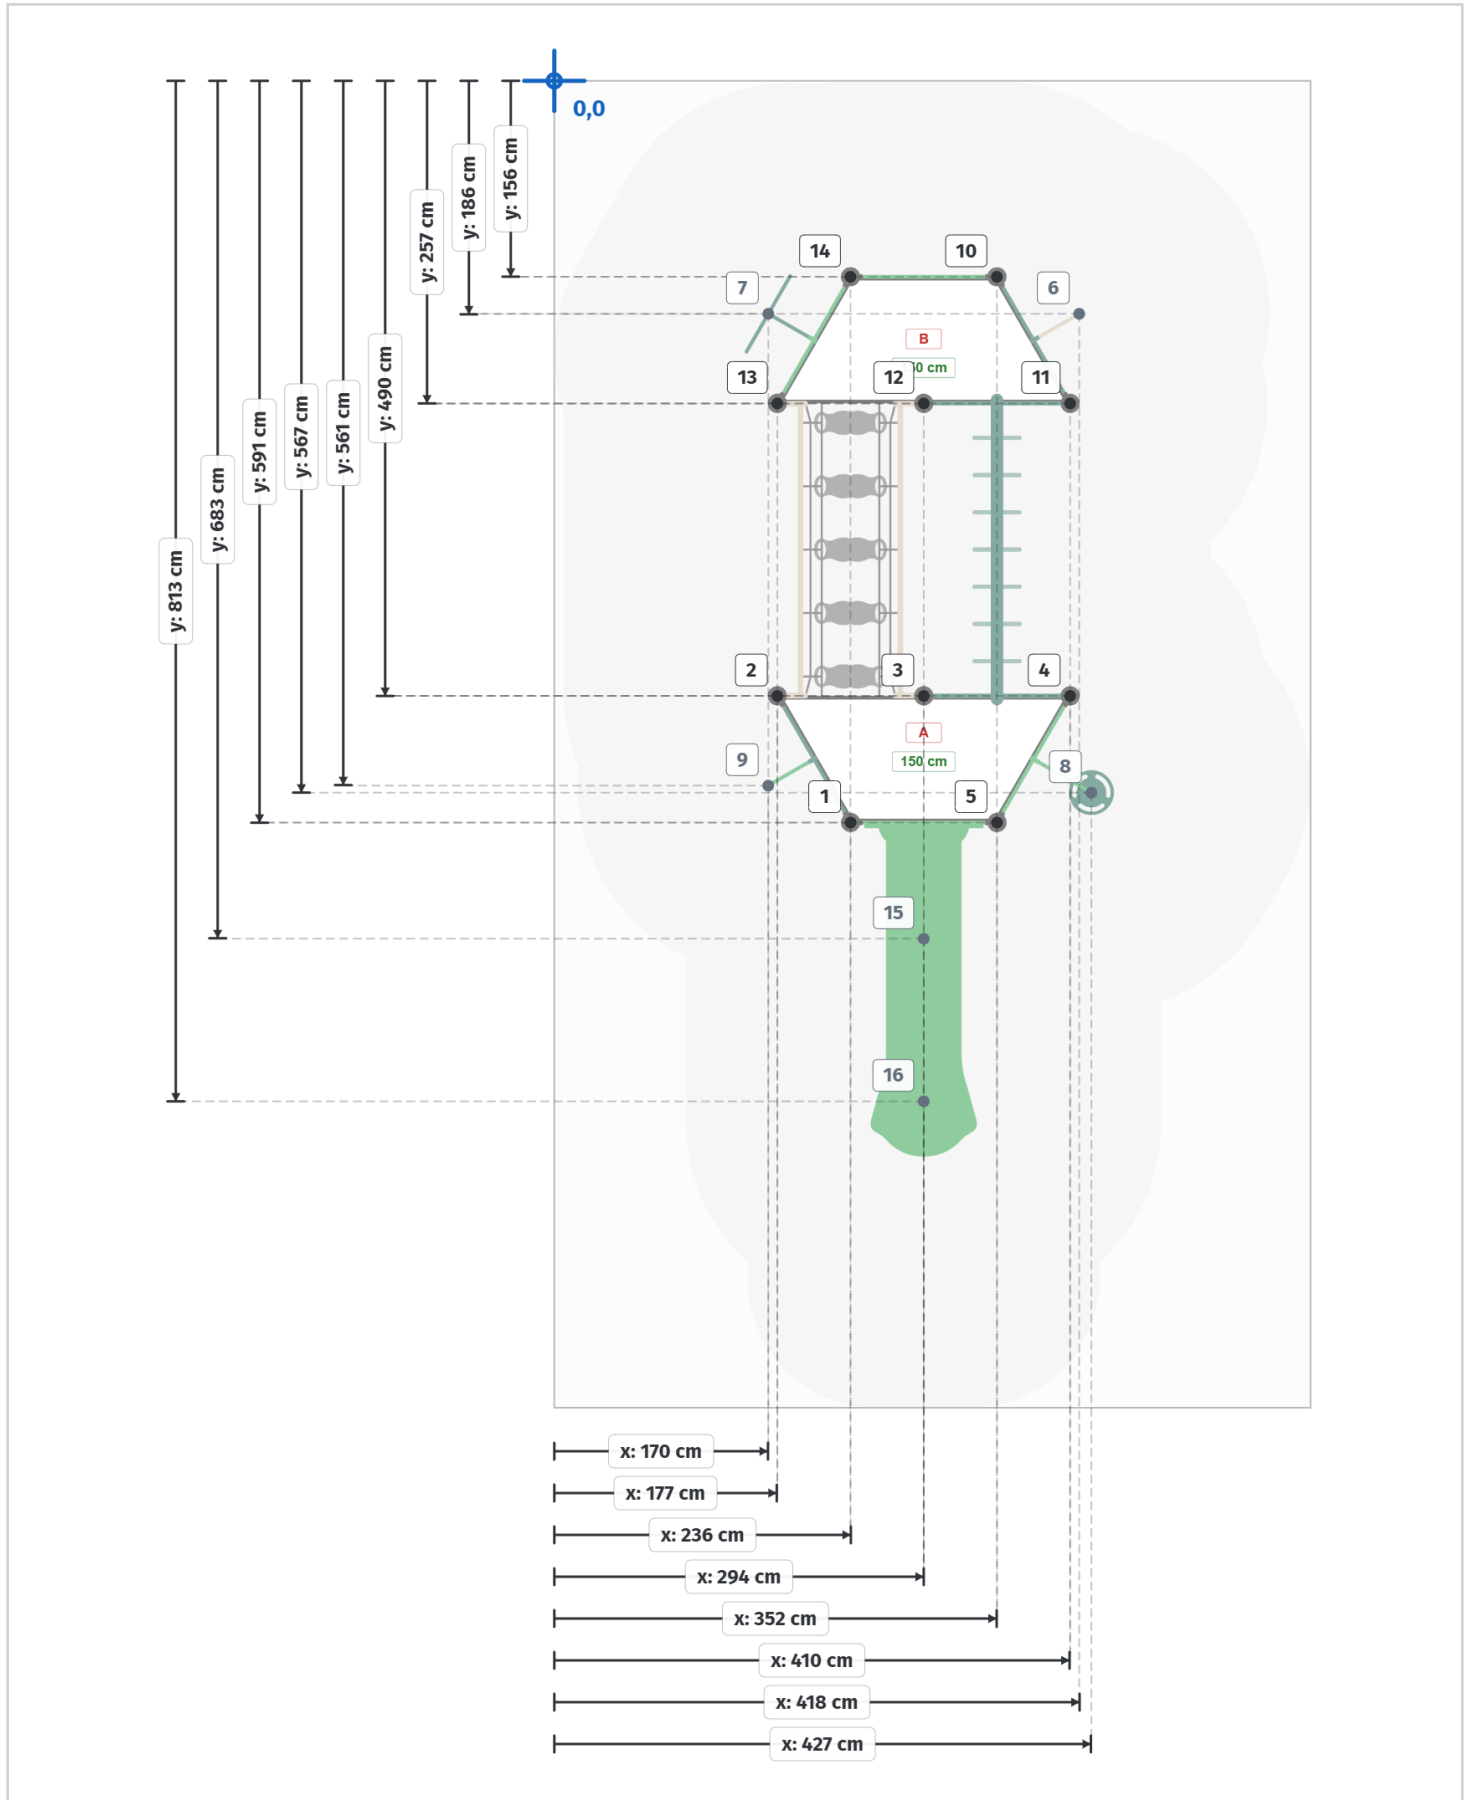 0,0
y: 156 cm
y: 186 cm
y: 257 cm
y: 490 cm
y: 561 cm
y: 567 cm
y: 591 cm
y: 683 cm
y: 813 cm
14
10
7
6
B
50 cm
13
12
11
2
3
4
A
150 cm
9
8
1
5
15
16
x: 170 cm
x: 177 cm
x: 236 cm
x: 294 cm
x: 352 cm
x: 410 cm
x: 418 cm
x: 427 cm